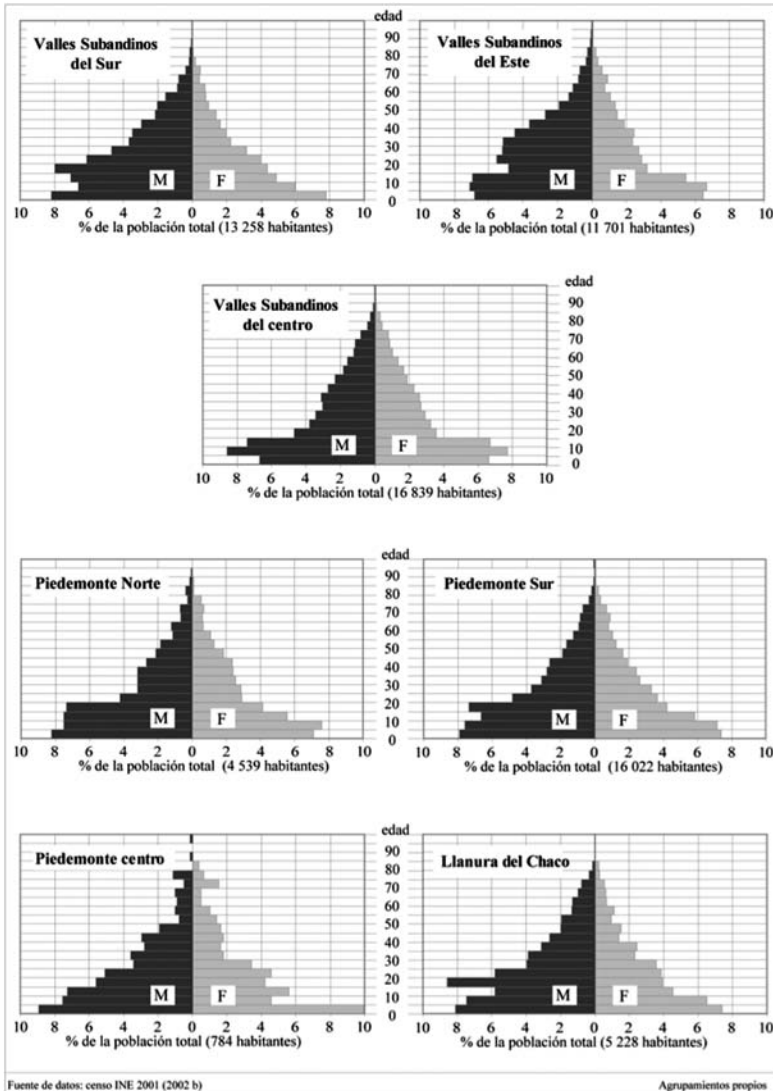 edad
Valles Subandinos
del Sur
Valles Subandinos
del Este
90
80
70
60
50
40
30
20
10
0
M
F
M
F
10 8 6 4 2 0 2 4 6 8 10
10 8 6 4 2 0 2 4 6 8 10
% de la población total (13 258 habitantes)
% de la población total (11 701 habitantes)
edad
Valles Subandinos
del centro
90
80
70
60
50
40
30
20
10
0
M
F
10 8 6 4 2 0 2 4 6 8 10
% de la población total (16 839 habitantes)
edad
Piedemonte Norte
Piedemonte Sur
90
80
70
60
50
40
30
20
10
0
M
F
M
F
10 8 6 4 2 0 2 4 6 8 10
10 8 6 4 2 0 2 4 6 8 10
% de la población total (4 539 habitantes)
% de la población total (16 022 habitantes)
edad
Piedemonte centro
Llanura del Chaco
90
80
70
60
50
40
30
20
10
0
M
F
M
F
10 8 6 4 2 0 2 4 6 8 10
10 8 6 4 2 0 2 4 6 8 10
% de la población total (784 habitantes)
% de la población total (5 228 habitantes)
Fuente de datos: censo INE 2001 (2002 b)
Agrupamientos propios